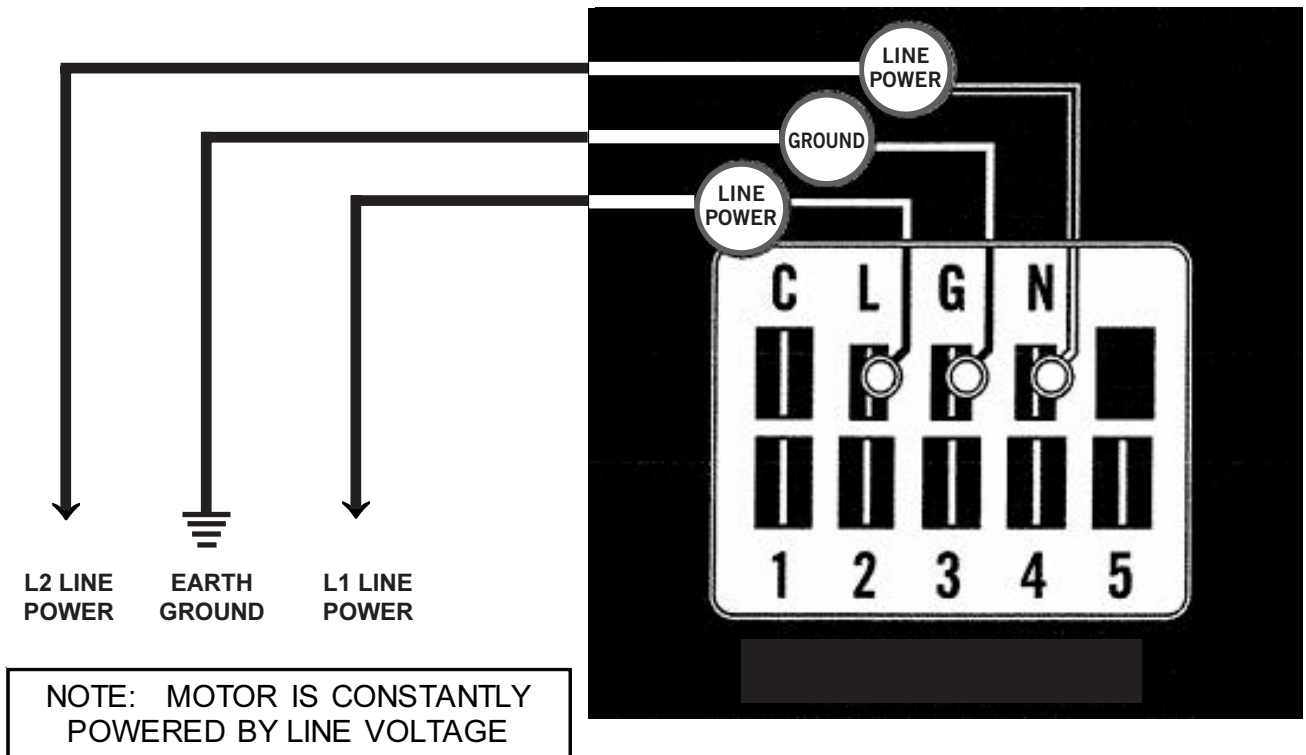 LINE
POWER
GROUND
LINE
POWER
C L G N
1 2 3 4 5
L2 LINE
POWER
EARTH
GROUND
L1 LINE
POWER
NOTE: MOTOR IS CONSTANTLY
POWERED BY LINE VOLTAGE